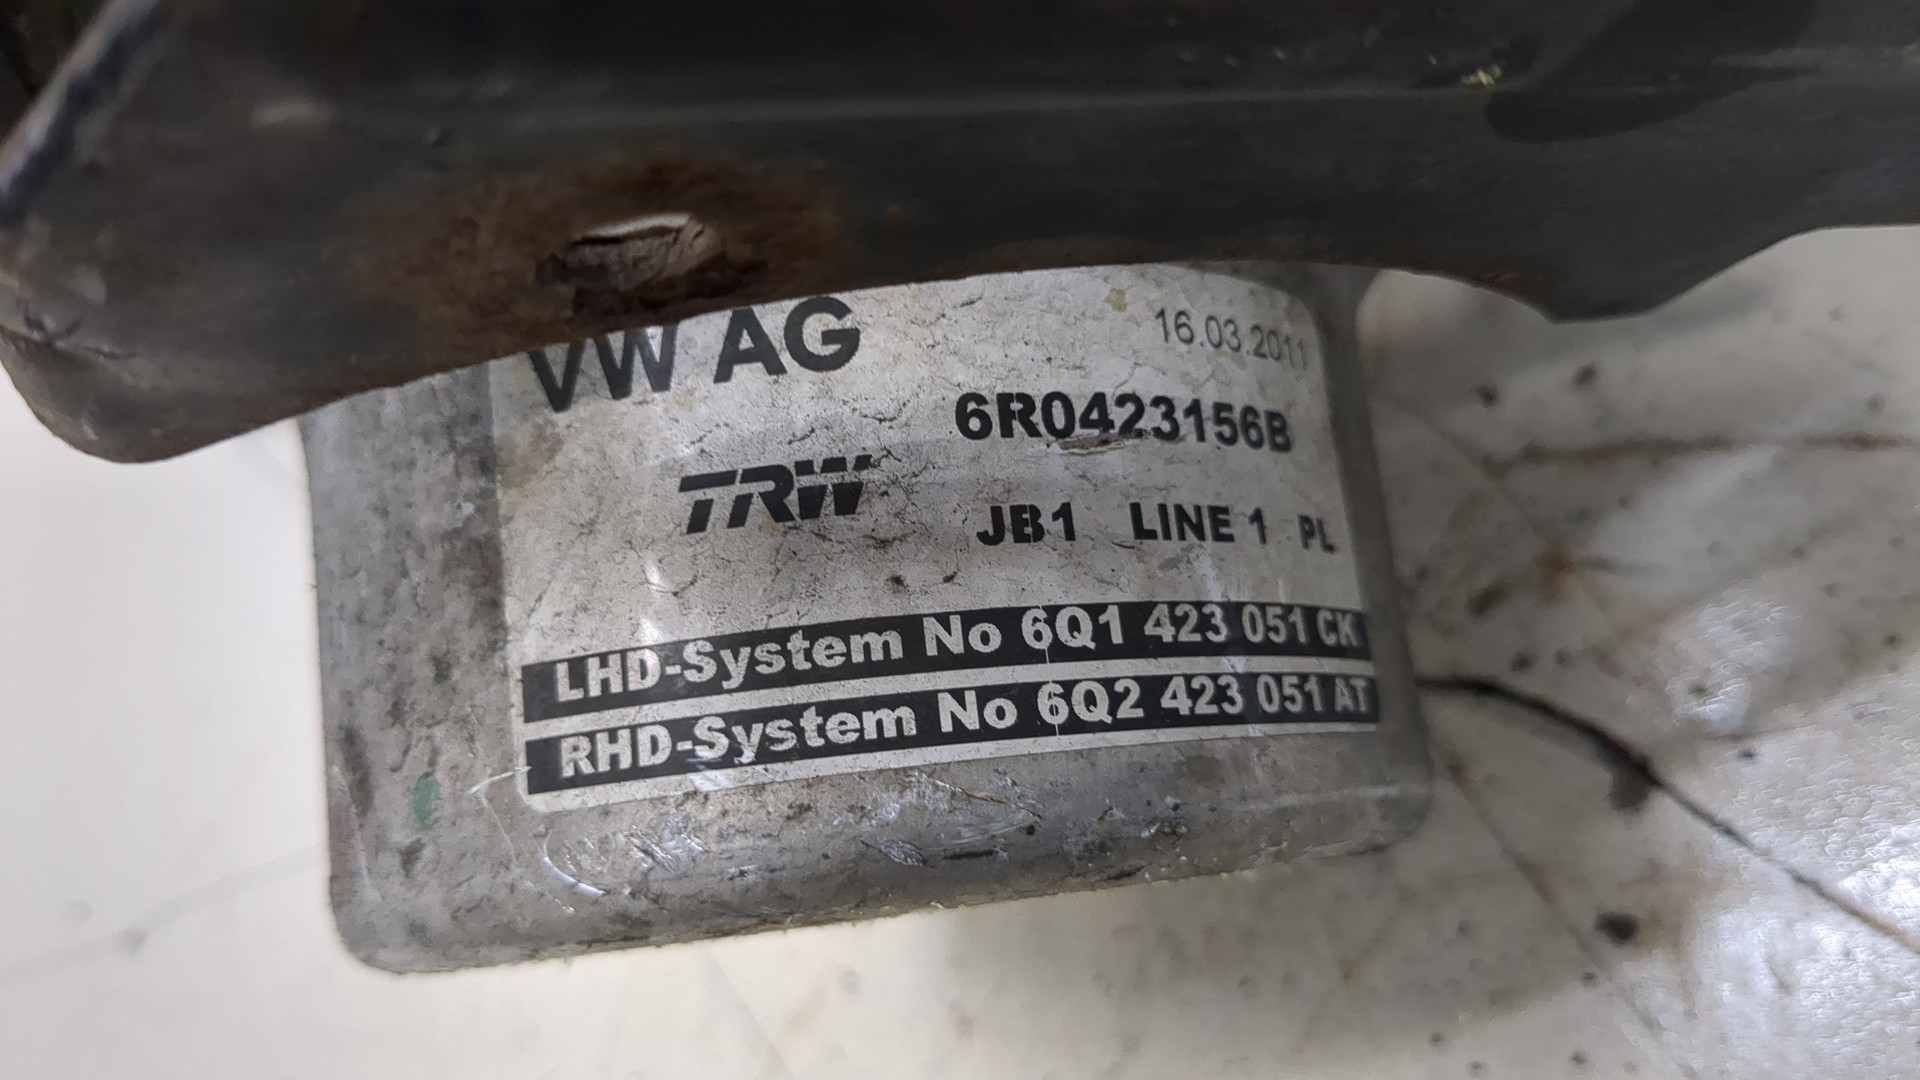 VW AG
16.03.2011
6R0423156B
TRW
JB1 LINE 1 PL
LHD-System No 6Q1 423 051 CK
RHD-System No 6Q2 423 051 AT